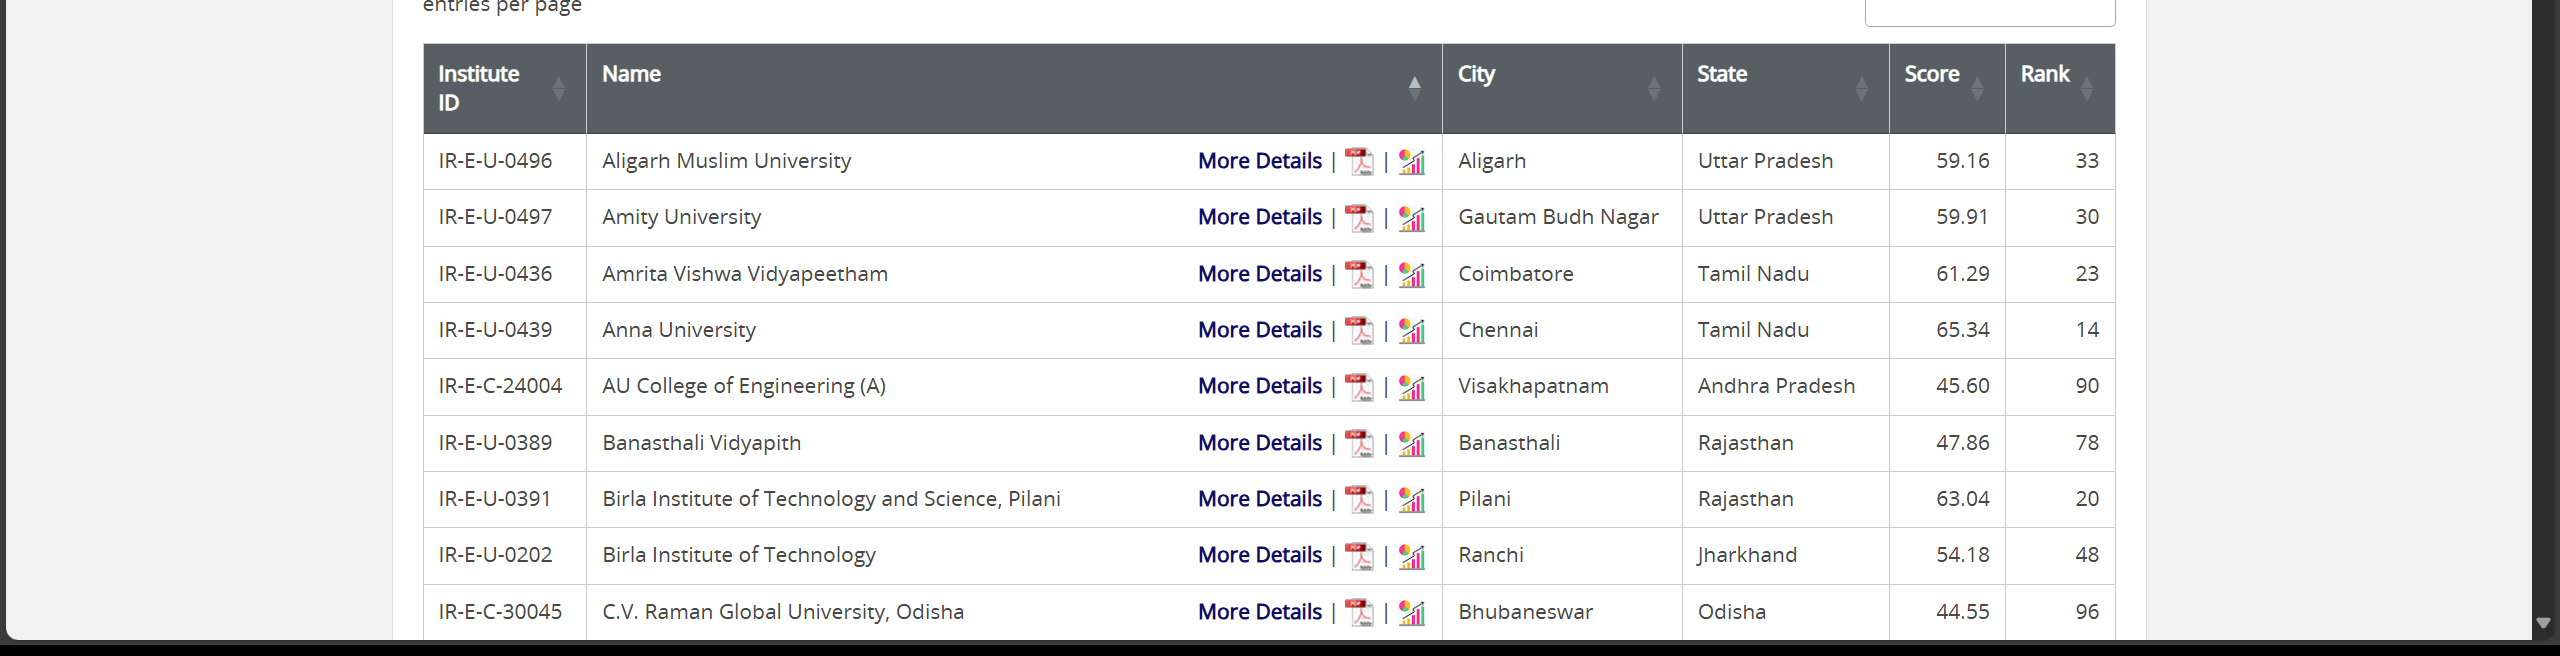 entries per page
Institute ID Name City State Score Rank
IR-E-U-0496 Aligarh Muslim University More Details | | Aligarh Uttar Pradesh 59.16 33
IR-E-U-0497 Amity University More Details | | Gautam Budh Nagar Uttar Pradesh 59.91 30
IR-E-U-0436 Amrita Vishwa Vidyapeetham More Details | | Coimbatore Tamil Nadu 61.29 23
IR-E-U-0439 Anna University More Details | | Chennai Tamil Nadu 65.34 14
IR-E-C-24004 AU College of Engineering (A) More Details | | Visakhapatnam Andhra Pradesh 45.60 90
IR-E-U-0389 Banasthali Vidyapith More Details | | Banasthali Rajasthan 47.86 78
IR-E-U-0391 Birla Institute of Technology and Science, Pilani More Details | | Pilani Rajasthan 63.04 20
IR-E-U-0202 Birla Institute of Technology More Details | | Ranchi Jharkhand 54.18 48
IR-E-C-30045 C.V. Raman Global University, Odisha More Details | | Bhubaneswar Odisha 44.55 96